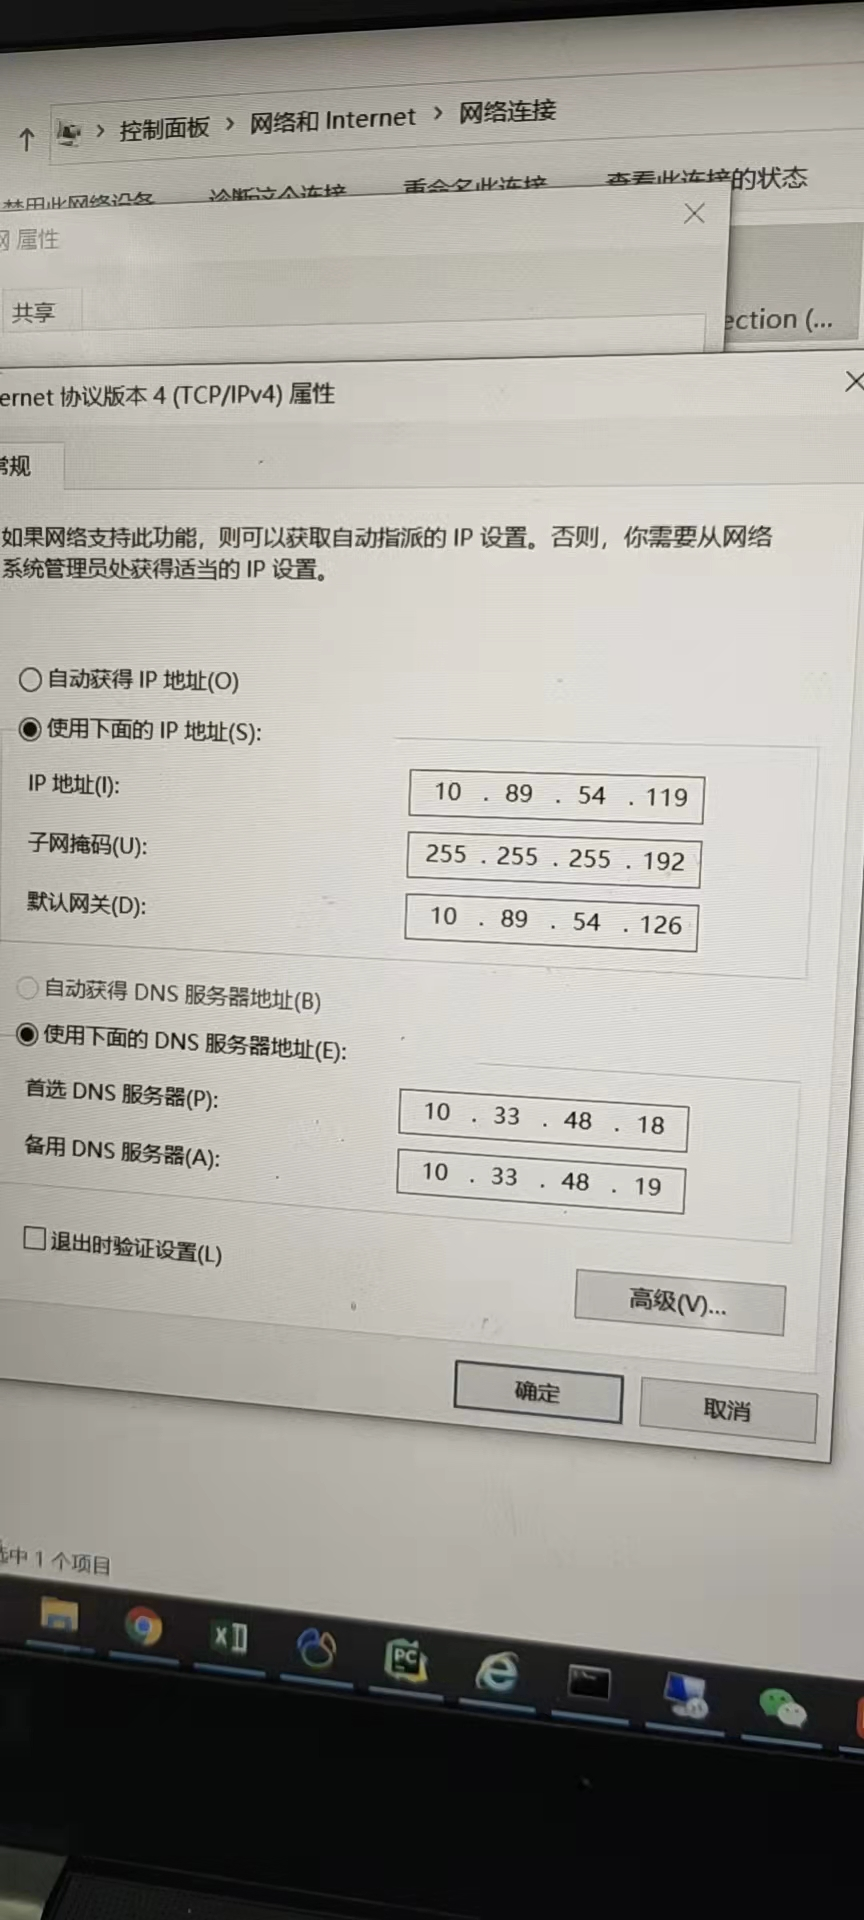 控制面板 › 网络和 Internet › 网络连接
禁用此网络设备 诊断这个连接 重命名此连接 查看此连接的状态
网 属性
共享
ection (...
ernet 协议版本 4 (TCP/IPv4) 属性
常规
如果网络支持此功能，则可以获取自动指派的 IP 设置。否则，你需要从网络
系统管理员处获得适当的 IP 设置。
自动获得 IP 地址(O)
使用下面的 IP 地址(S):
IP 地址(I): 10 . 89 . 54 . 119
子网掩码(U): 255 . 255 . 255 . 192
默认网关(D): 10 . 89 . 54 . 126
自动获得 DNS 服务器地址(B)
使用下面的 DNS 服务器地址(E):
首选 DNS 服务器(P): 10 . 33 . 48 . 18
备用 DNS 服务器(A): 10 . 33 . 48 . 19
退出时验证设置(L)
高级(V)...
确定 取消
选中 1 个项目
PC